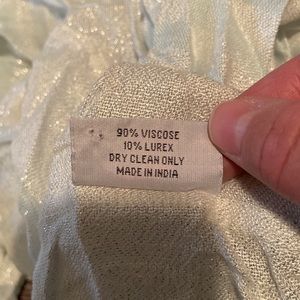 90% VISCOSE
10% LUREX
DRY CLEAN ONLY
MADE IN INDIA